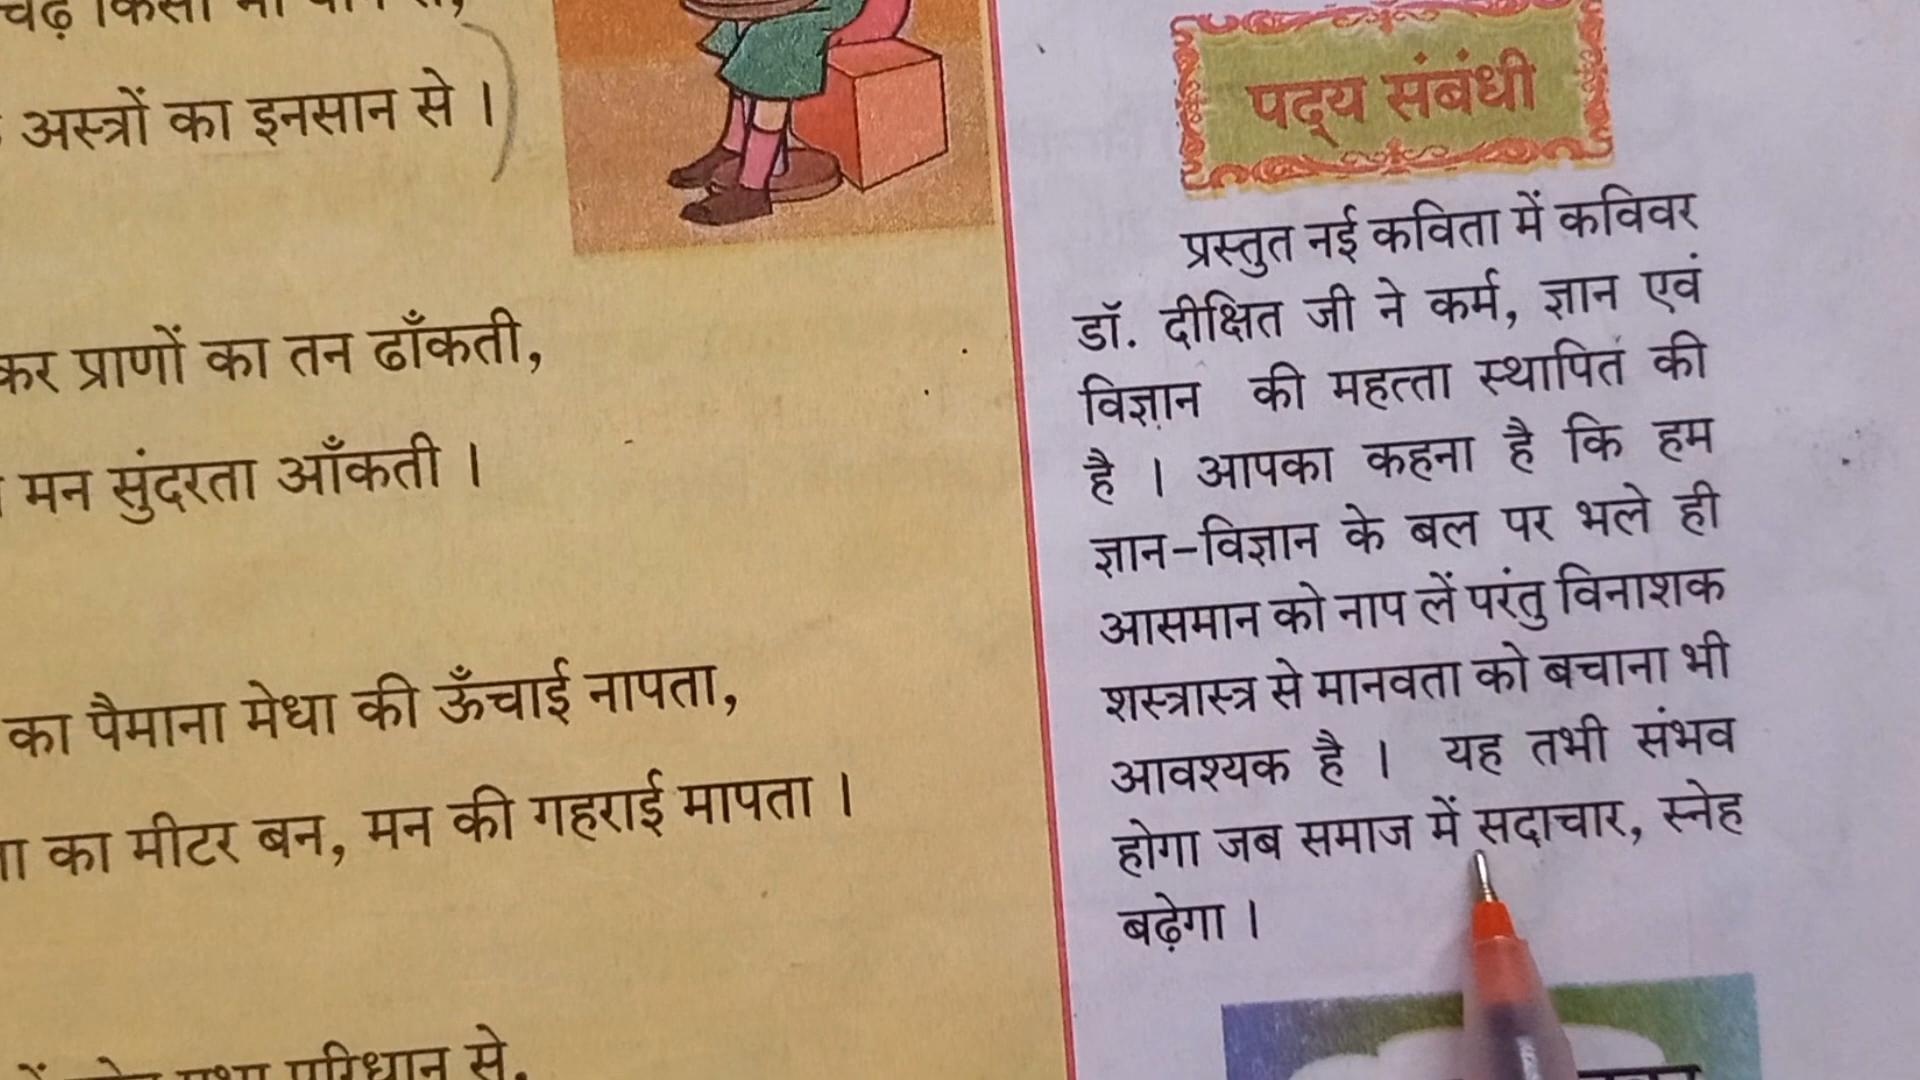 अस्त्रों का इनसान से ।
कर प्राणों का तन ढाँकती,
मन सुंदरता आँकती ।
का पैमाना मेधा की ऊँचाई नापता,
का मीटर बन, मन की गहराई मापता ।
परिधान से,
पद्य संबंधी
प्रस्तुत नई कविता में कविवर
डॉ. दीक्षित जी ने कर्म, ज्ञान एवं
विज्ञान की महत्ता स्थापित की
है । आपका कहना है कि हम
ज्ञान-विज्ञान के बल पर भले ही
आसमान को नाप लें परंतु विनाशक
शस्त्रास्त्र से मानवता को बचाना भी
आवश्यक है । यह तभी संभव
होगा जब समाज में सदाचार, स्नेह
बढ़ेगा ।